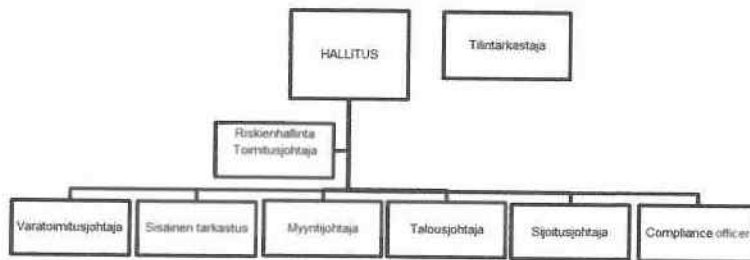 HALLITUS
Tilintarkastaja
Riskienhallinta
Toimitusjohtaja
Varatoimitusjohtaja
Sisäinen tarkastus
Myyntijohtaja
Talousjohtaja
Sijoitusjohtaja
Compliance officer